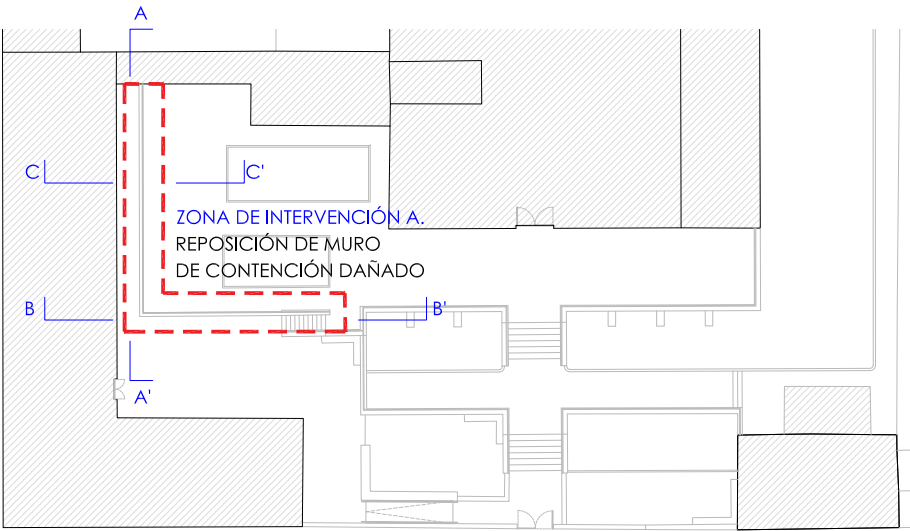 A
C
C'
ZONA DE INTERVENCIÓN A.
REPOSICIÓN DE MURO
DE CONTENCIÓN DAÑADO
B
B'
A'